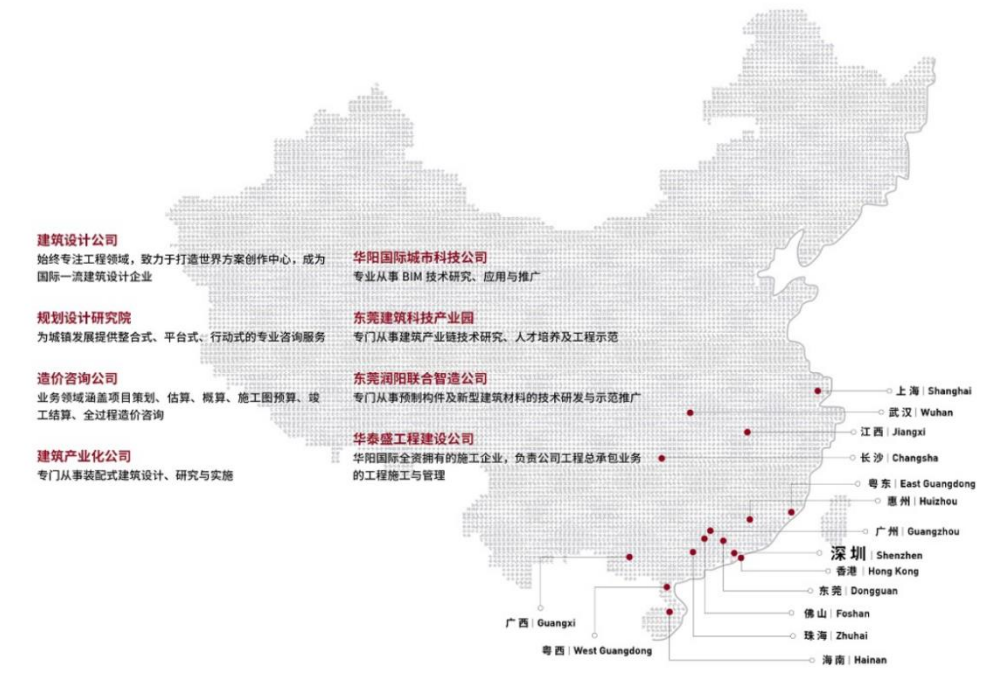 建筑设计公司
始终专注工程领域，致力于打造世界方案创作中心，成为
国际一流建筑设计企业
规划设计研究院
为城镇发展提供整合式、平台式、行动式的专业咨询服务
造价咨询公司
业务领域涵盖项目策划、估算、概算、施工图预算、竣
工结算、全过程造价咨询
建筑产业化公司
专门从事装配式建筑设计、研究与实施
华阳国际城市科技公司
专业从事 BIM 技术研究、应用与推广
东莞建筑科技产业园
专门从事建筑产业链技术研究、人才培养及工程示范
东莞润阳联合智造公司
专门从事预制构件及新型建筑材料的技术研发与示范推广
华泰盛工程建设公司
华阳国际全资拥有的施工企业，负责公司工程总承包业务
的工程施工与管理
上海 | Shanghai
武汉 | Wuhan
江西 | Jiangxi
长沙 | Changsha
粤东 | East Guangdong
惠州 | Huizhou
广州 | Guangzhou
深圳 | Shenzhen
香港 | Hong Kong
东莞 | Dongguan
佛山 | Foshan
珠海 | Zhuhai
海南 | Hainan
广西 | Guangxi
粤西 | West Guangdong